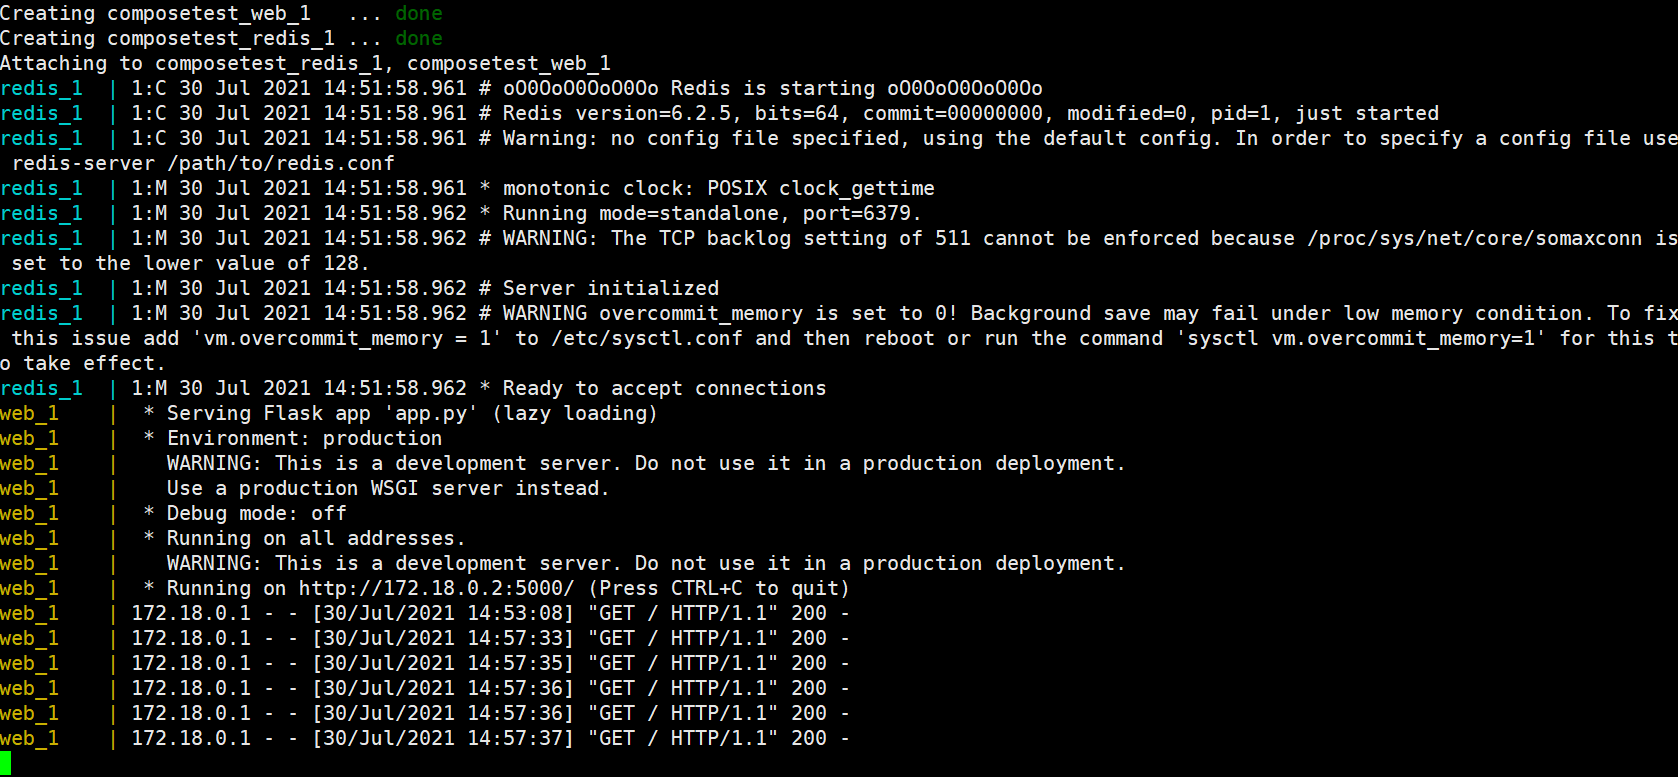 Creating composetest_web_1   ... done
Creating composetest_redis_1 ... done
Attaching to composetest_redis_1, composetest_web_1
redis_1  | 1:C 30 Jul 2021 14:51:58.961 # oO0OoO0OoO0Oo Redis is starting oO0OoO0OoO0Oo
redis_1  | 1:C 30 Jul 2021 14:51:58.961 # Redis version=6.2.5, bits=64, commit=00000000, modified=0, pid=1, just started
redis_1  | 1:C 30 Jul 2021 14:51:58.961 # Warning: no config file specified, using the default config. In order to specify a config file use
 redis-server /path/to/redis.conf
redis_1  | 1:M 30 Jul 2021 14:51:58.961 * monotonic clock: POSIX clock_gettime
redis_1  | 1:M 30 Jul 2021 14:51:58.962 * Running mode=standalone, port=6379.
redis_1  | 1:M 30 Jul 2021 14:51:58.962 # WARNING: The TCP backlog setting of 511 cannot be enforced because /proc/sys/net/core/somaxconn is
 set to the lower value of 128.
redis_1  | 1:M 30 Jul 2021 14:51:58.962 # Server initialized
redis_1  | 1:M 30 Jul 2021 14:51:58.962 # WARNING overcommit_memory is set to 0! Background save may fail under low memory condition. To fix
 this issue add 'vm.overcommit_memory = 1' to /etc/sysctl.conf and then reboot or run the command 'sysctl vm.overcommit_memory=1' for this t
o take effect.
redis_1  | 1:M 30 Jul 2021 14:51:58.962 * Ready to accept connections
web_1    |  * Serving Flask app 'app.py' (lazy loading)
web_1    |  * Environment: production
web_1    |    WARNING: This is a development server. Do not use it in a production deployment.
web_1    |    Use a production WSGI server instead.
web_1    |  * Debug mode: off
web_1    |  * Running on all addresses.
web_1    |    WARNING: This is a development server. Do not use it in a production deployment.
web_1    |  * Running on http://172.18.0.2:5000/ (Press CTRL+C to quit)
web_1    | 172.18.0.1 - - [30/Jul/2021 14:53:08] "GET / HTTP/1.1" 200 -
web_1    | 172.18.0.1 - - [30/Jul/2021 14:57:33] "GET / HTTP/1.1" 200 -
web_1    | 172.18.0.1 - - [30/Jul/2021 14:57:35] "GET / HTTP/1.1" 200 -
web_1    | 172.18.0.1 - - [30/Jul/2021 14:57:36] "GET / HTTP/1.1" 200 -
web_1    | 172.18.0.1 - - [30/Jul/2021 14:57:36] "GET / HTTP/1.1" 200 -
web_1    | 172.18.0.1 - - [30/Jul/2021 14:57:37] "GET / HTTP/1.1" 200 -